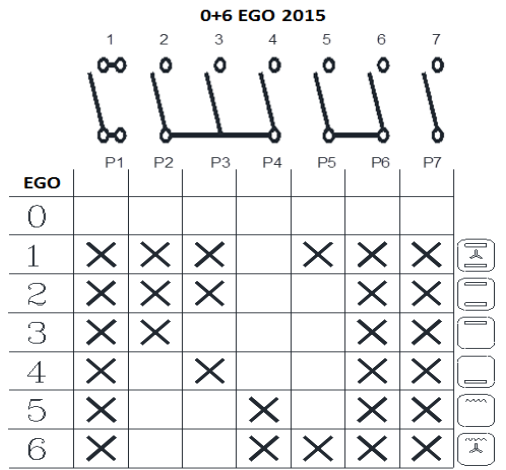 0+6 EGO 2015
1 2 3 4 5 6 7
P1 P2 P3 P4 P5 P6 P7
EGO
0
1 X X X X X X
2 X X X X X
3 X X X X
4 X X X X
5 X X X X
6 X X X X X